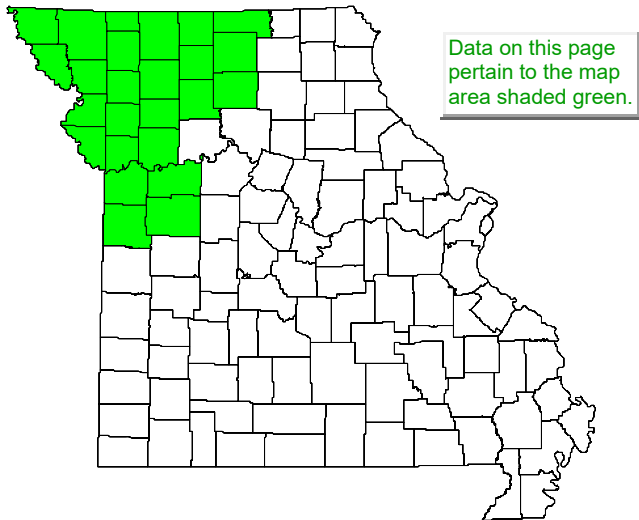 Data on this page
pertain to the map
area shaded green.